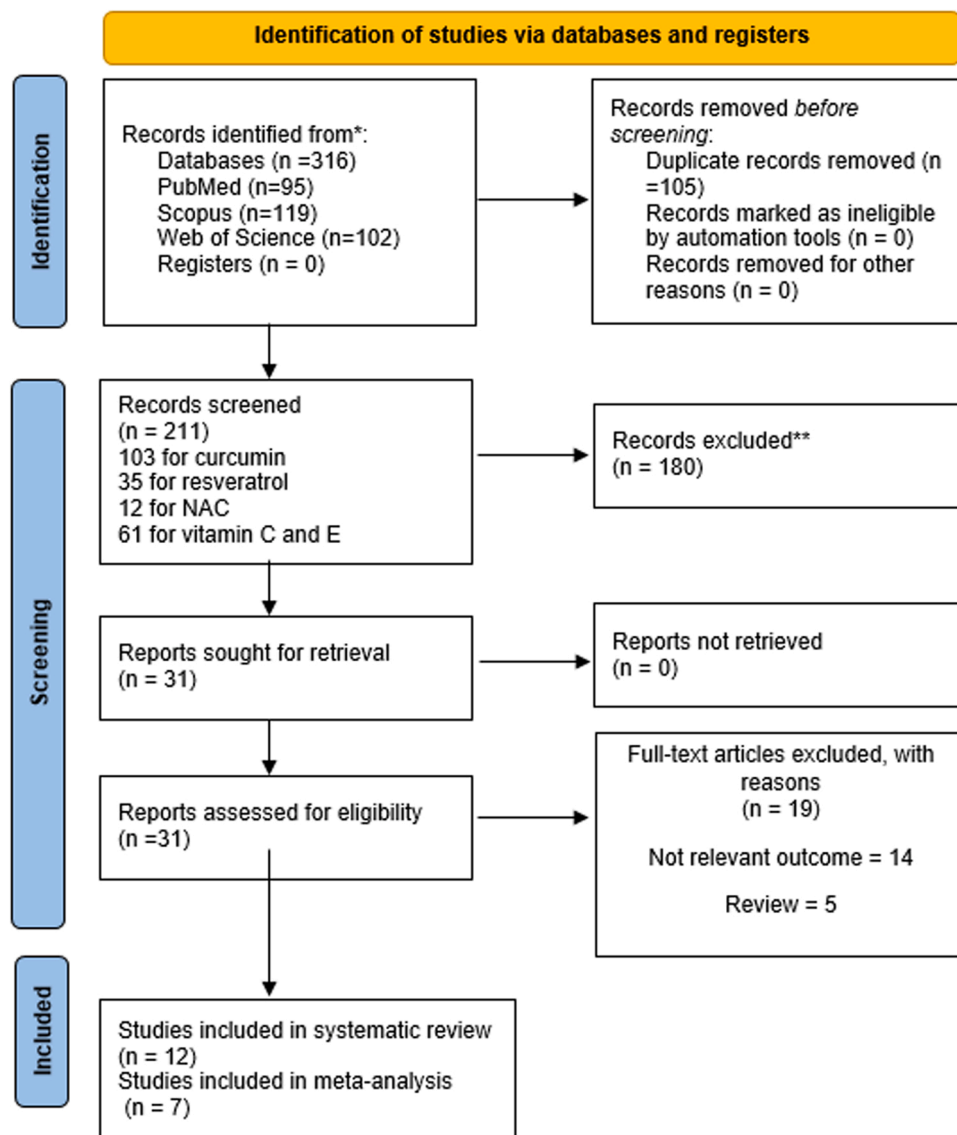 Identification of studies via databases and registers
Identification
Records identified from*:
Databases (n =316)
PubMed (n=95)
Scopus (n=119)
Web of Science (n=102)
Registers (n = 0)
Records removed before
screening:
Duplicate records removed (n
=105)
Records marked as ineligible
by automation tools (n = 0)
Records removed for other
reasons (n = 0)
Screening
Records screened
(n = 211)
103 for curcumin
35 for resveratrol
12 for NAC
61 for vitamin C and E
Records excluded**
(n = 180)
Reports sought for retrieval
(n = 31)
Reports not retrieved
(n = 0)
Reports assessed for eligibility
(n =31)
Full-text articles excluded, with
reasons
(n = 19)
Not relevant outcome = 14
Review = 5
Included
Studies included in systematic review
(n = 12)
Studies included in meta-analysis
(n = 7)